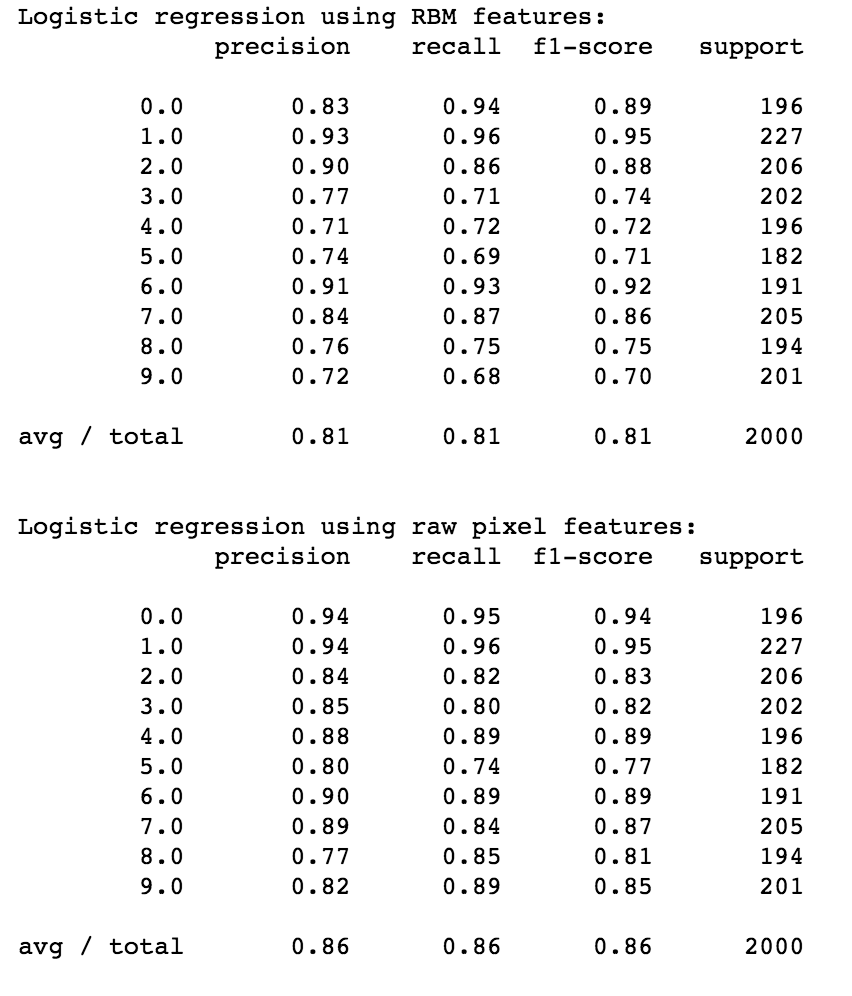 Logistic regression using RBM features:
precision recall f1-score support
0.0 0.83 0.94 0.89 196
1.0 0.93 0.96 0.95 227
2.0 0.90 0.86 0.88 206
3.0 0.77 0.71 0.74 202
4.0 0.71 0.72 0.72 196
5.0 0.74 0.69 0.71 182
6.0 0.91 0.93 0.92 191
7.0 0.84 0.87 0.86 205
8.0 0.76 0.75 0.75 194
9.0 0.72 0.68 0.70 201
avg / total 0.81 0.81 0.81 2000
Logistic regression using raw pixel features:
precision recall f1-score support
0.0 0.94 0.95 0.94 196
1.0 0.94 0.96 0.95 227
2.0 0.84 0.82 0.83 206
3.0 0.85 0.80 0.82 202
4.0 0.88 0.89 0.89 196
5.0 0.80 0.74 0.77 182
6.0 0.90 0.89 0.89 191
7.0 0.89 0.84 0.87 205
8.0 0.77 0.85 0.81 194
9.0 0.82 0.89 0.85 201
avg / total 0.86 0.86 0.86 2000